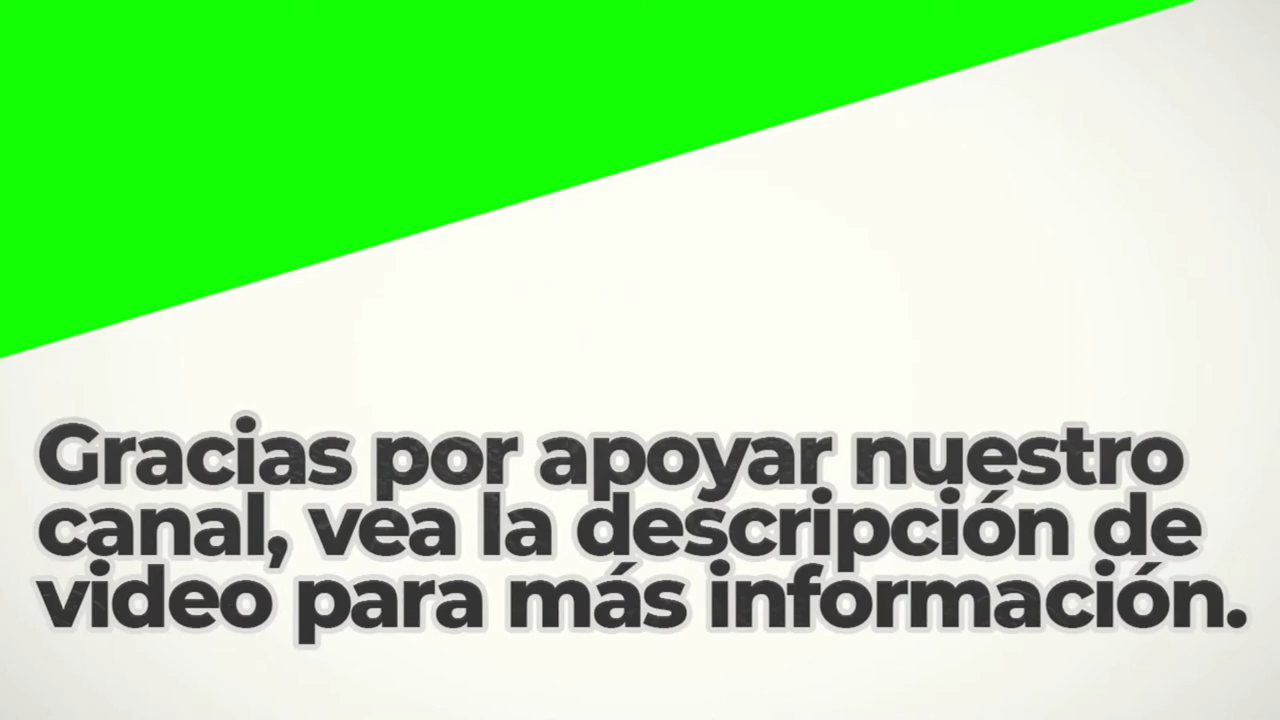 Gracias por apoyar nuestro
canal, vea la descripción de
video para más información.